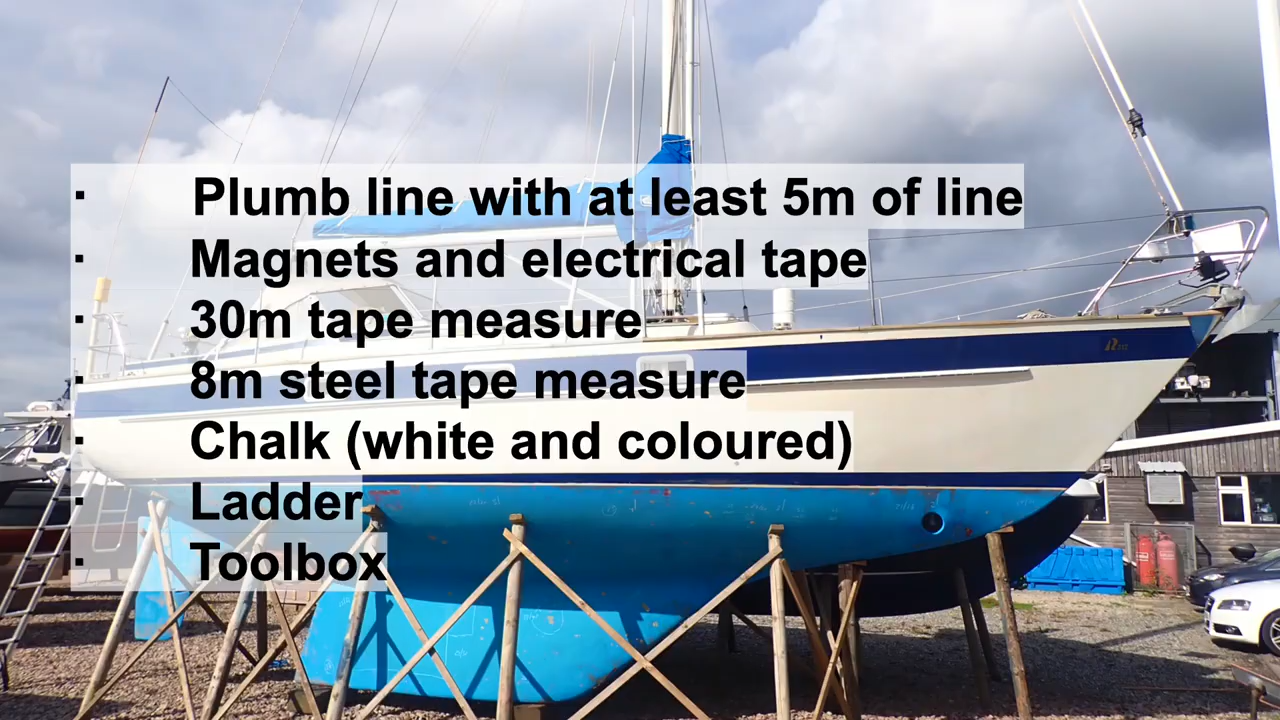 · Plumb line with at least 5m of line
· Magnets and electrical tape
· 30m tape measure
· 8m steel tape measure
· Chalk (white and coloured)
· Ladder
· Toolbox